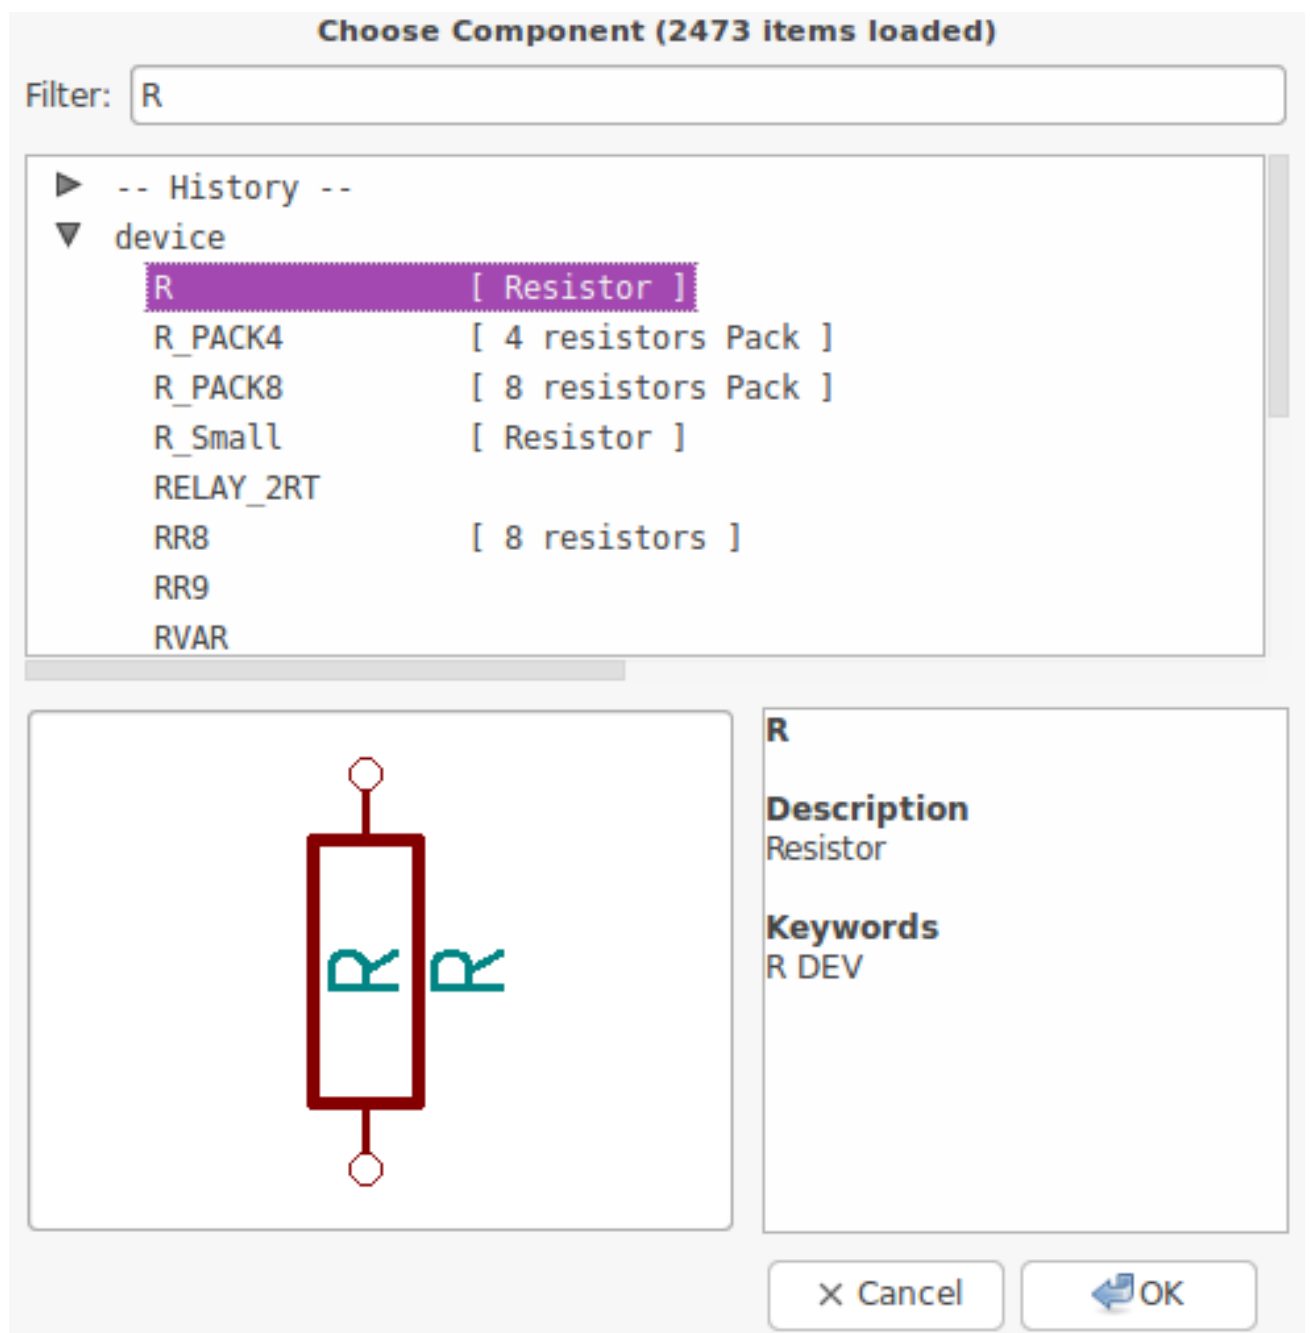 Choose Component (2473 items loaded)
Filter: R
-- History --
device
R [ Resistor ]
R_PACK4 [ 4 resistors Pack ]
R_PACK8 [ 8 resistors Pack ]
R_Small [ Resistor ]
RELAY_2RT
RR8 [ 8 resistors ]
RR9
RVAR
R R
R
Description
Resistor
Keywords
R DEV
Cancel OK